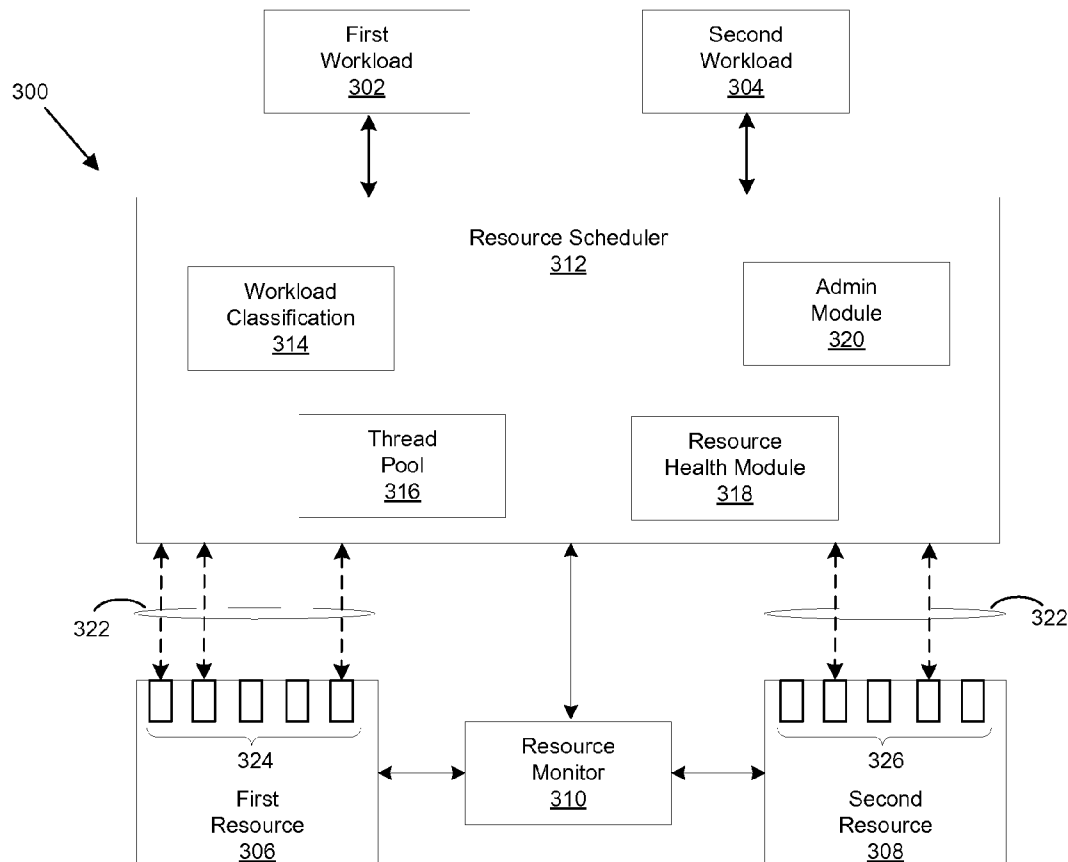 First
Workload
302
Second
Workload
304
300
Resource Scheduler
312
Workload
Classification
314
Admin
Module
320
Thread
Pool
316
Resource
Health Module
318
322
322
324
326
First
Resource
306
Resource
Monitor
310
Second
Resource
308